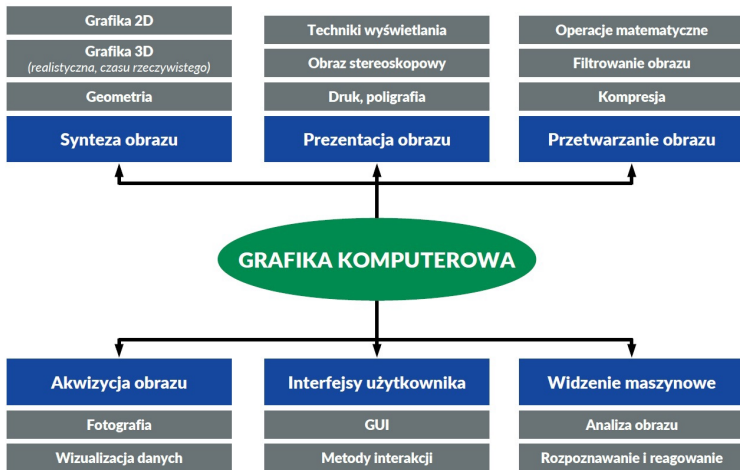 Grafika 2D
Grafika 3D
(realistyczna, czasu rzeczywistego)
Geometria
Synteza obrazu
Techniki wyświetlania
Obraz stereoskopowy
Druk, poligrafia
Prezentacja obrazu
Operacje matematyczne
Filtrowanie obrazu
Kompresja
Przetwarzanie obrazu
GRAFIKA KOMPUTEROWA
Akwizycja obrazu
Fotografia
Wizualizacja danych
Interfejsy użytkownika
GUI
Metody interakcji
Widzenie maszynowe
Analiza obrazu
Rozpoznawanie i reagowanie